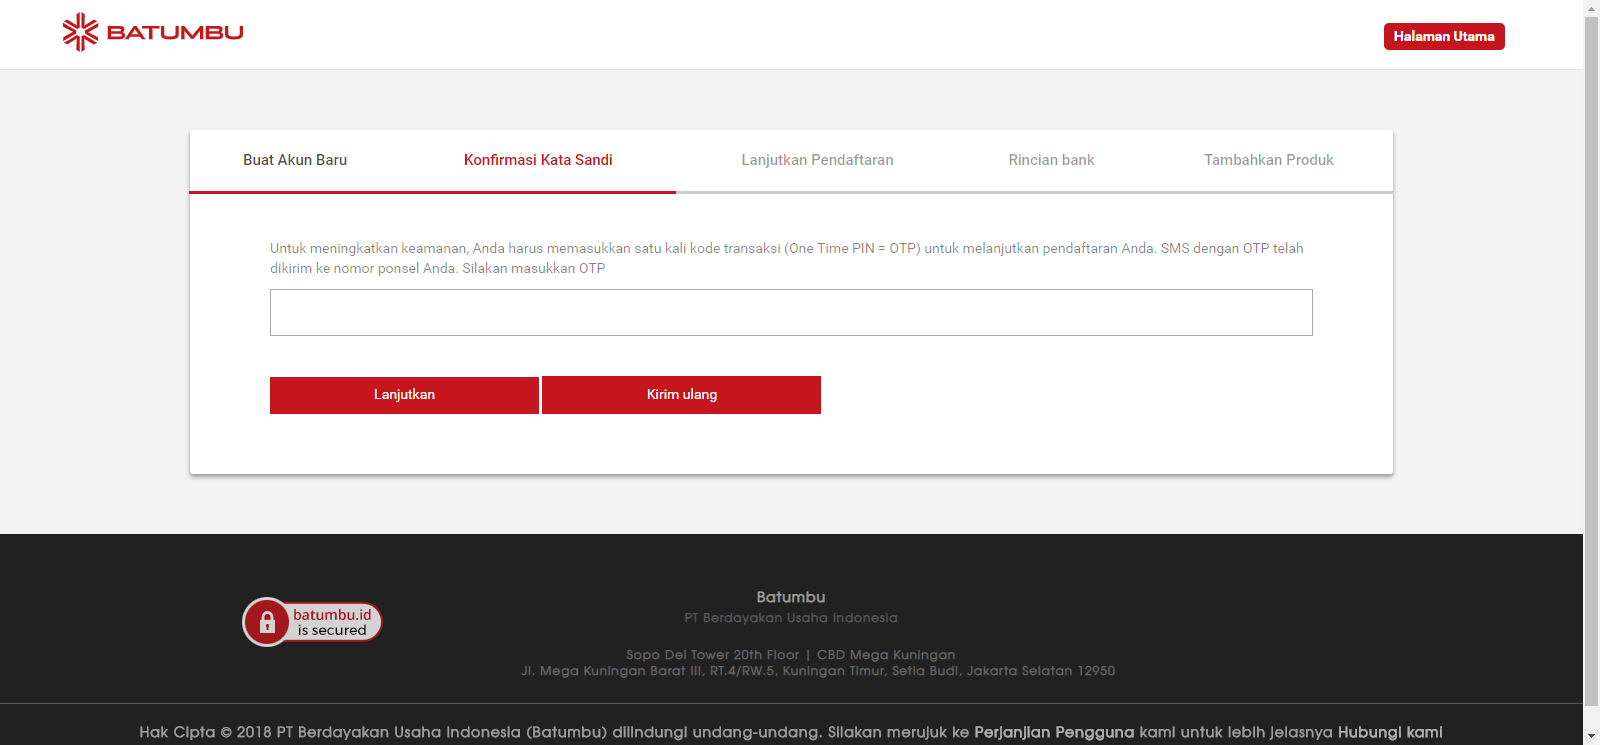 BATUMBU
Halaman Utama
Buat Akun Baru
Konfirmasi Kata Sandi
Lanjutkan Pendaftaran
Rincian bank
Tambahkan Produk
Untuk meningkatkan keamanan, Anda harus memasukkan satu kali kode transaksi (One Time PIN = OTP) untuk melanjutkan pendaftaran Anda. SMS dengan OTP telah
dikirim ke nomor ponsel Anda. Silakan masukkan OTP
Lanjutkan
Kirim ulang
batumbu.id
is secured
Batumbu
PT Berdayakan Usaha Indonesia
Sopo Del Tower 20th Floor | CBD Mega Kuningan
Jl. Mega Kuningan Barat III, RT.4/RW.5, Kuningan Timur, Setia Budi, Jakarta Selatan 12950
Hak Cipta © 2018 PT Berdayakan Usaha Indonesia (Batumbu) dilindungi undang-undang. Silakan merujuk ke Perjanjian Pengguna kami untuk lebih jelasnya Hubungi kami